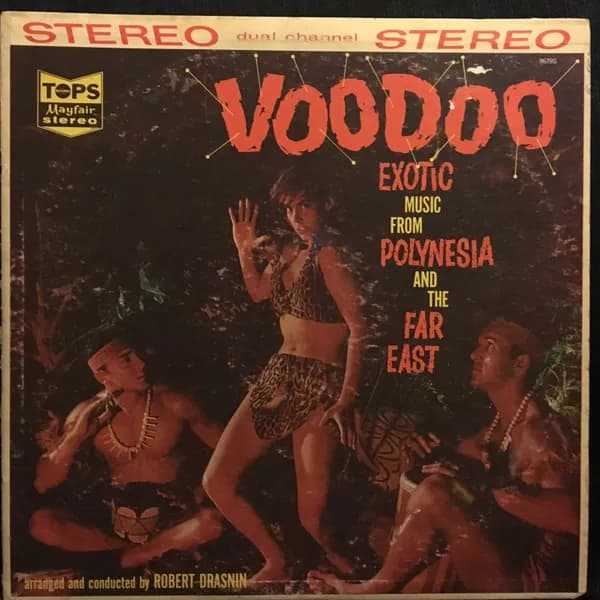 STEREO dual channel STEREO
9679S
TOPS
Mayfair
stereo
VOODOO
EXOTIC
MUSIC
FROM
POLYNESIA
AND
THE
FAR
EAST
arranged and conducted by ROBERT DRASNIN